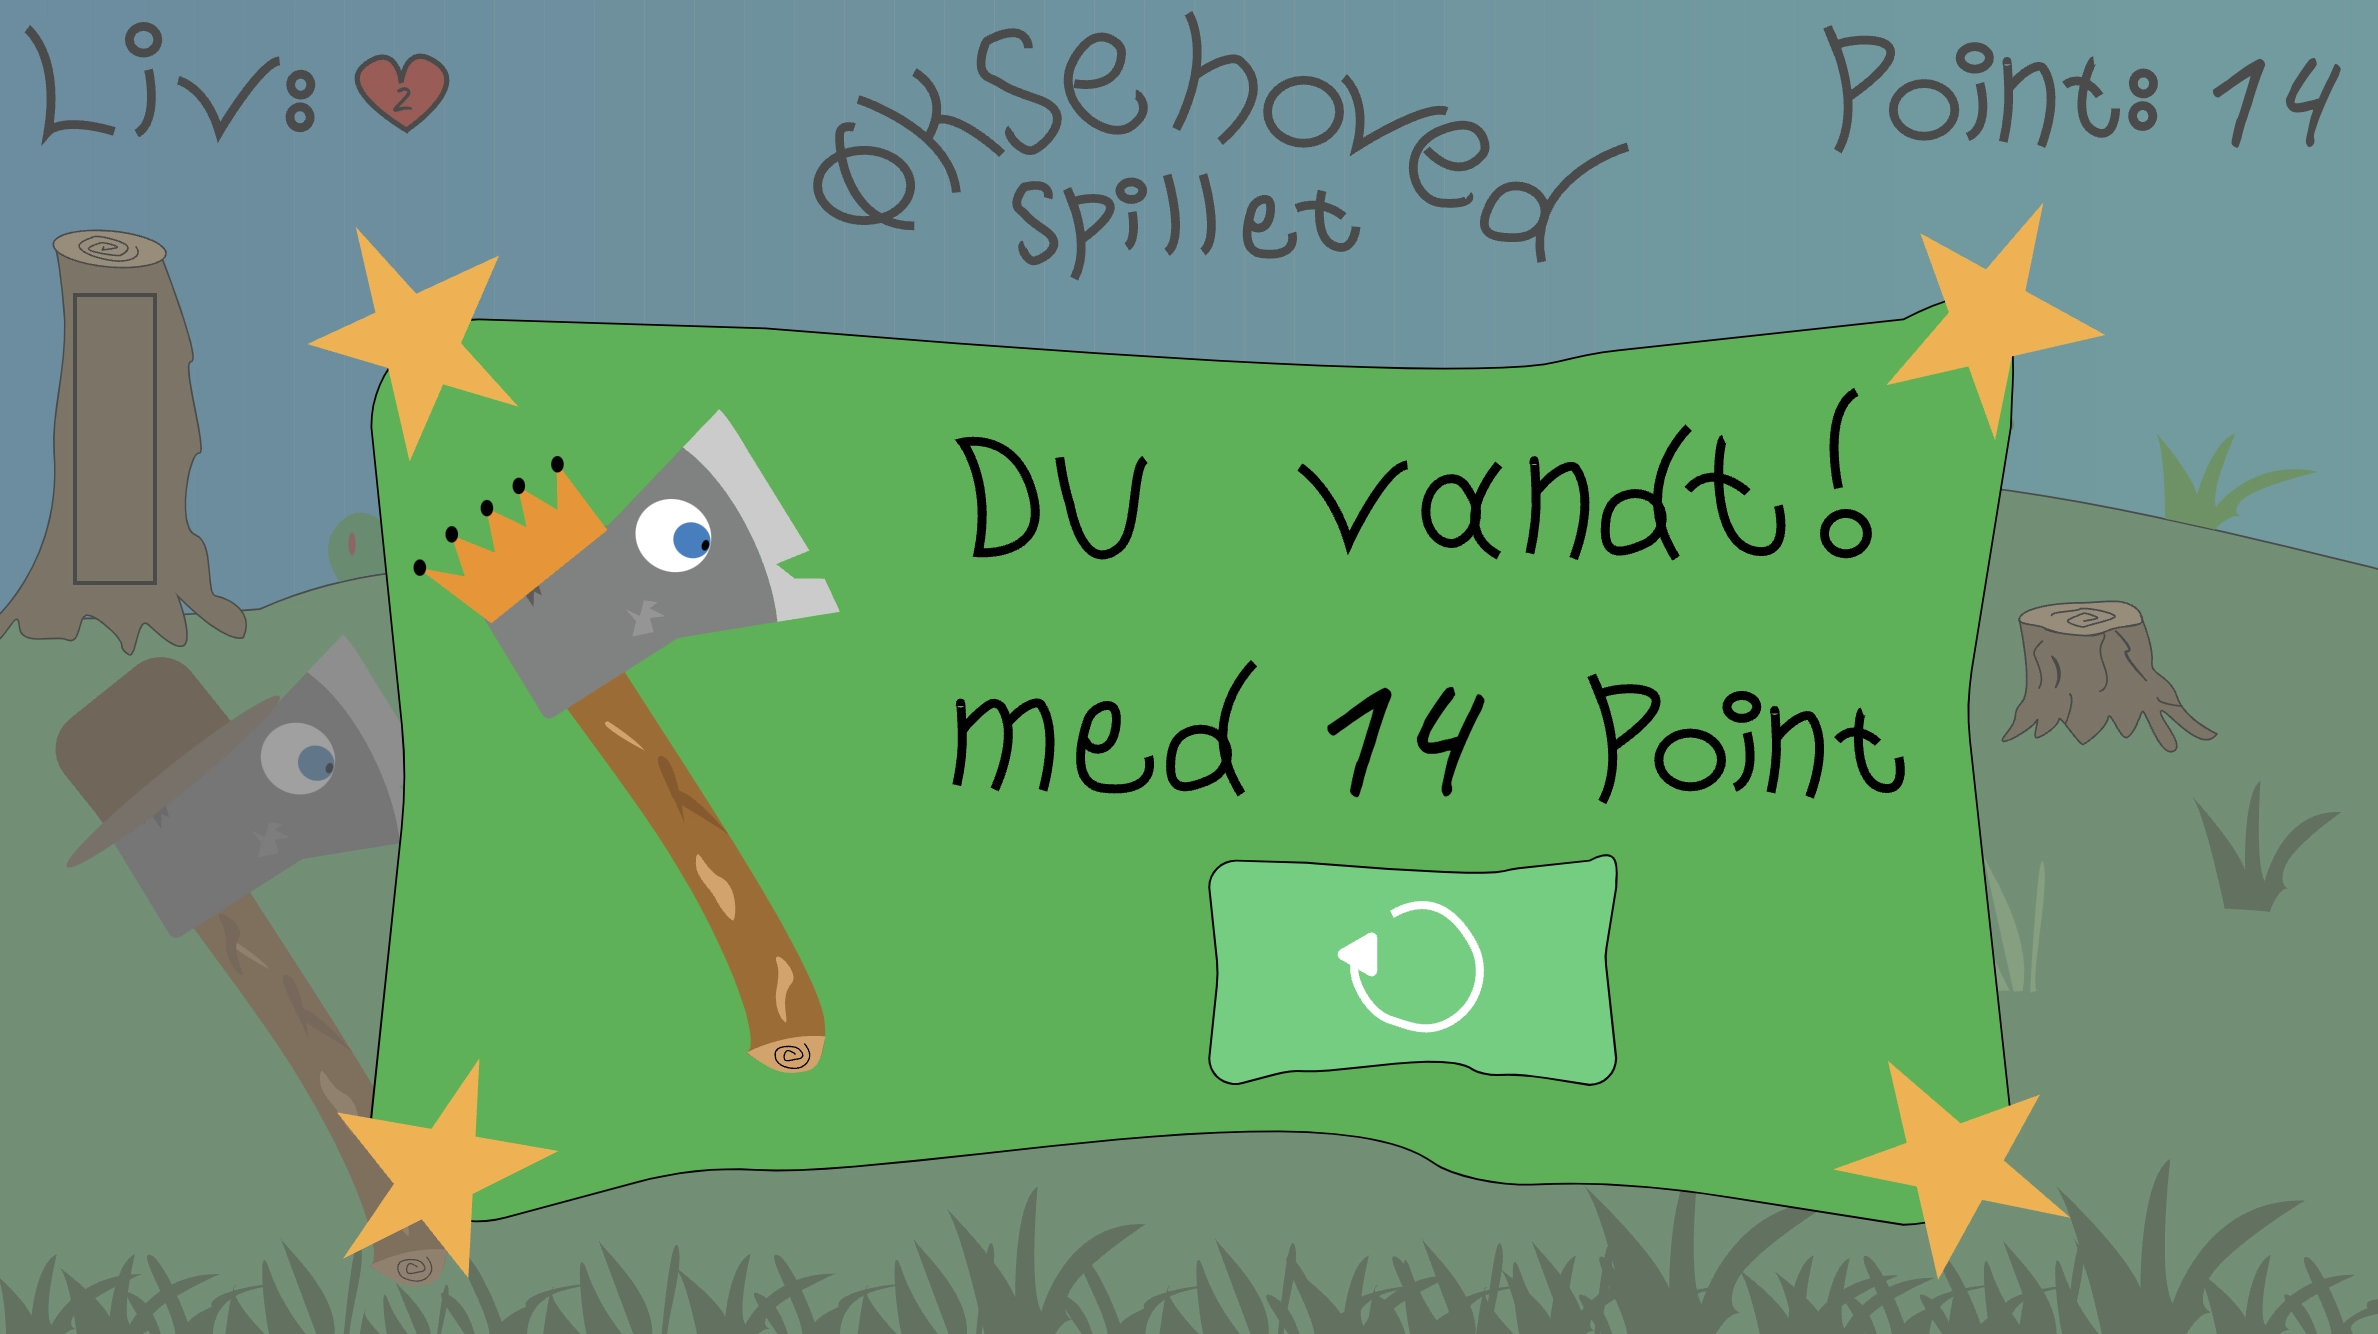 Liv: 2
Øksehoved
spillet
Point: 14
Du vandt!
med 14 Point